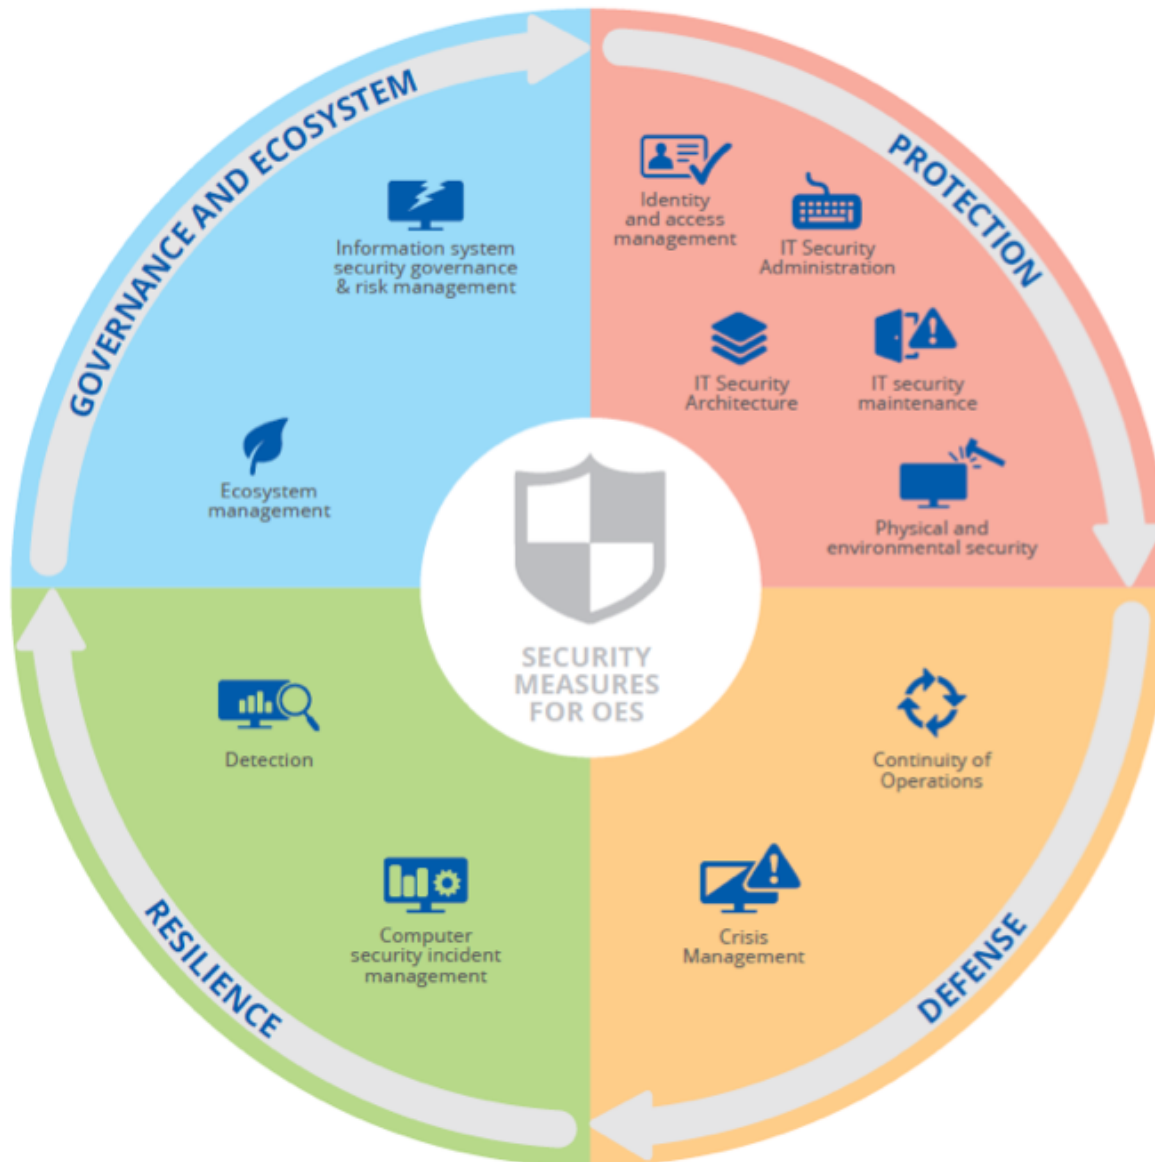 GOVERNANCE AND ECOSYSTEM
Information system
security governance
& risk management
Ecosystem
management
PROTECTION
Identity
and access
management
IT Security
Administration
IT Security
Architecture
IT security
maintenance
Physical and
environmental security
SECURITY
MEASURES
FOR OES
DEFENSE
Continuity of
Operations
Crisis
Management
RESILIENCE
Detection
Computer
security incident
management